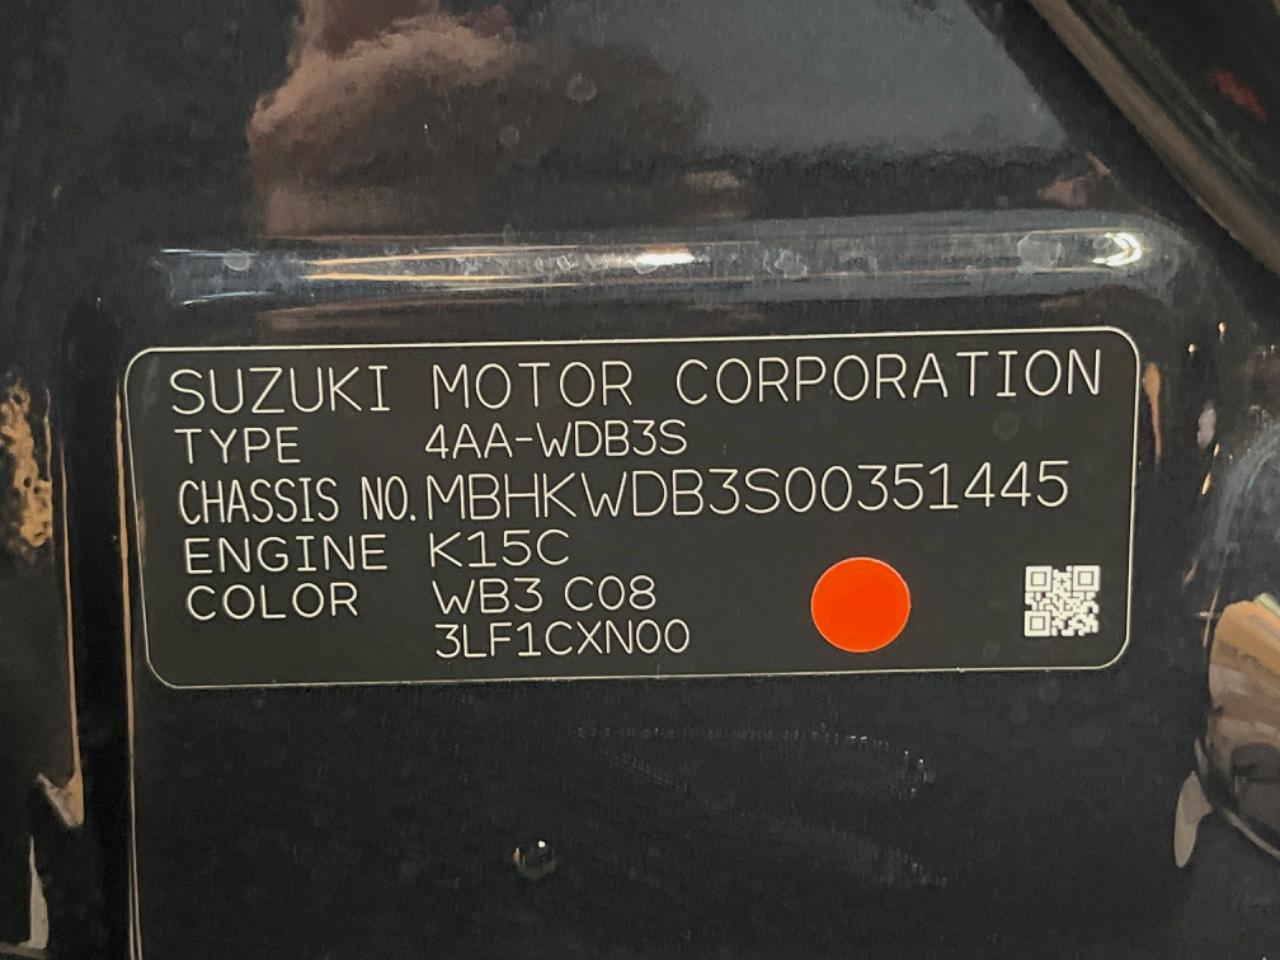 SUZUKI MOTOR CORPORATION
TYPE 4AA-WDB3S
CHASSIS NO. MBHKWDB3S00351445
ENGINE K15C
COLOR WB3 C08
3LF1CXN00